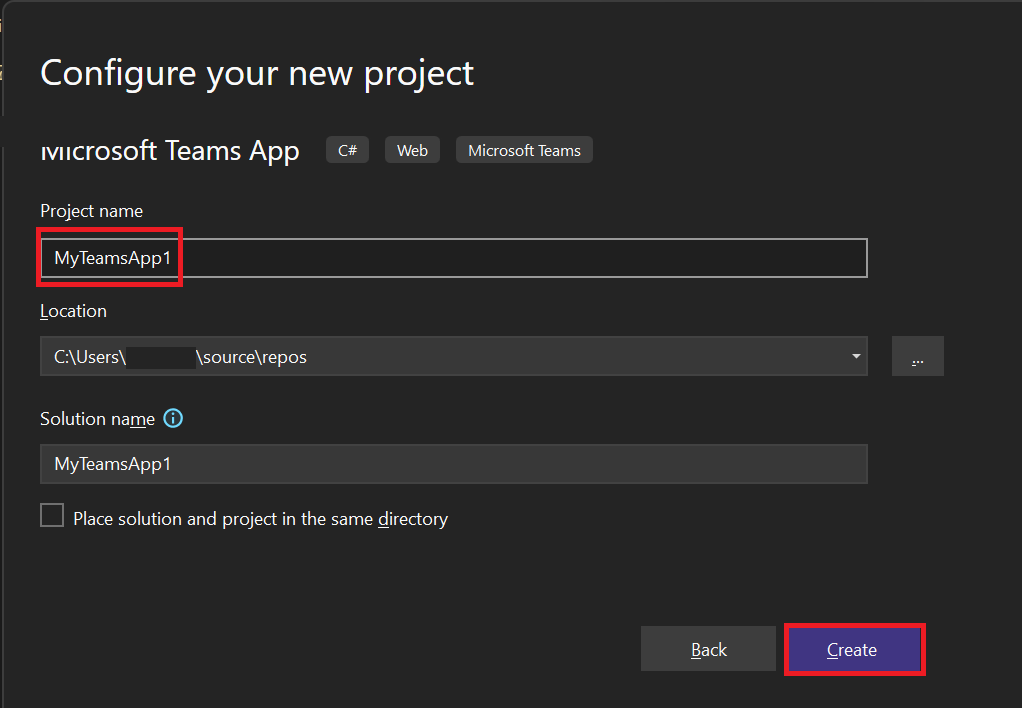 Configure your new project
Microsoft Teams App C# Web Microsoft Teams
Project name
MyTeamsApp1
Location
C:\Users\ \source\repos
...
Solution name
MyTeamsApp1
Place solution and project in the same directory
Back Create